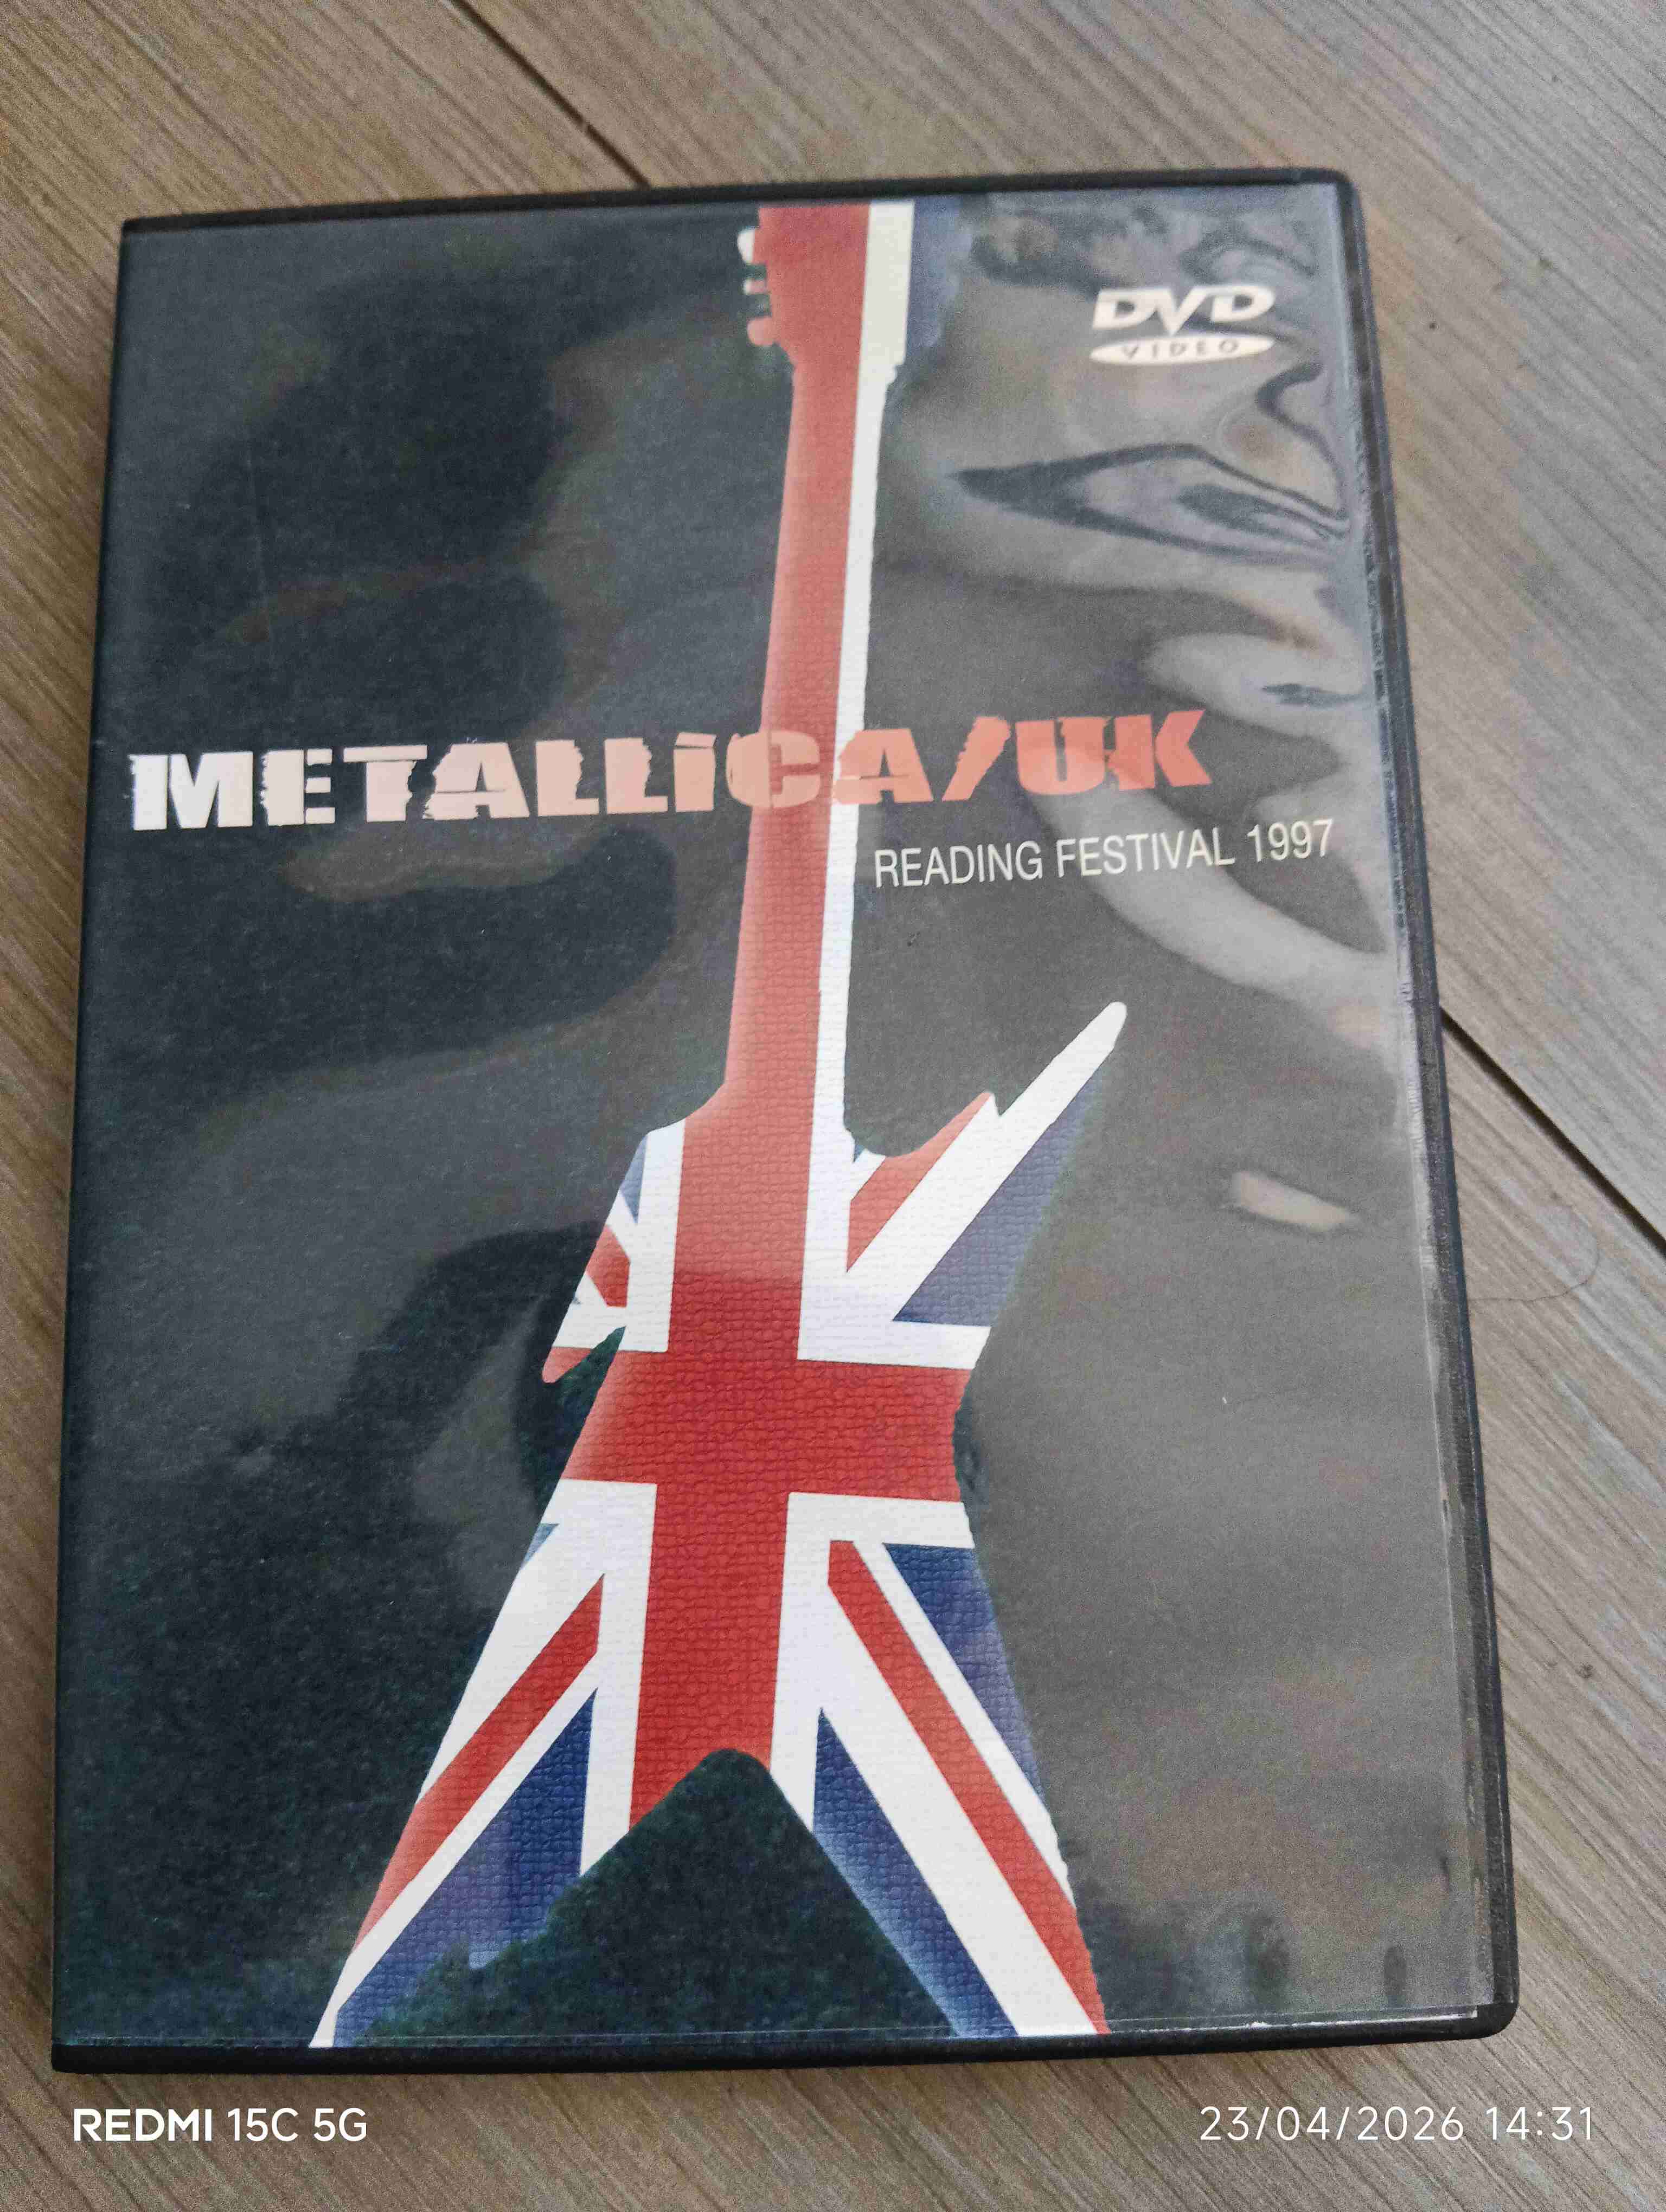 DVD
VIDEO
METALLiCA/UK
READING FESTIVAL 1997
REDMI 15C 5G
23/04/2026 14:31